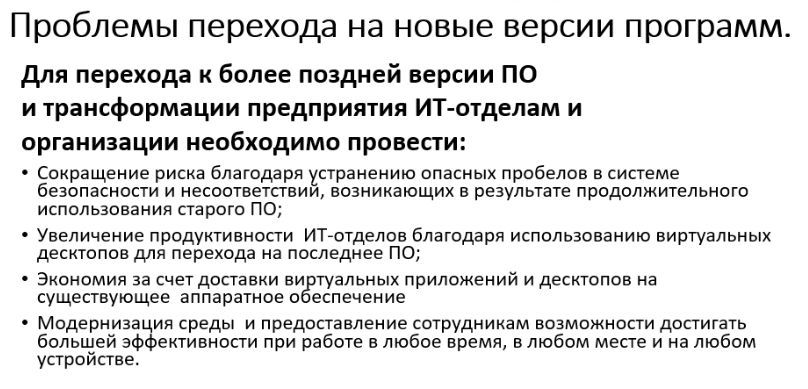 Проблемы перехода на новые версии программ.
Для перехода к более поздней версии ПО
и трансформации предприятия ИТ-отделам и
организации необходимо провести:
• Сокращение риска благодаря устранению опасных пробелов в системе
безопасности и несоответствий, возникающих в результате продолжительного
использования старого ПО;
• Увеличение продуктивности ИТ-отделов благодаря использованию виртуальных
десктопов для перехода на последнее ПО;
• Экономия за счет доставки виртуальных приложений и десктопов на
существующее аппаратное обеспечение
• Модернизация среды и предоставление сотрудникам возможности достигать
большей эффективности при работе в любое время, в любом месте и на любом
устройстве.